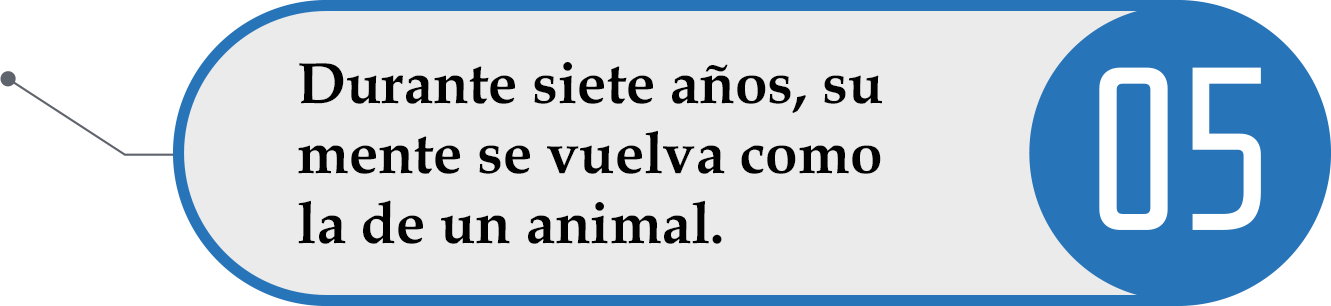 Durante siete años, su
mente se vuelva como
la de un animal.
05